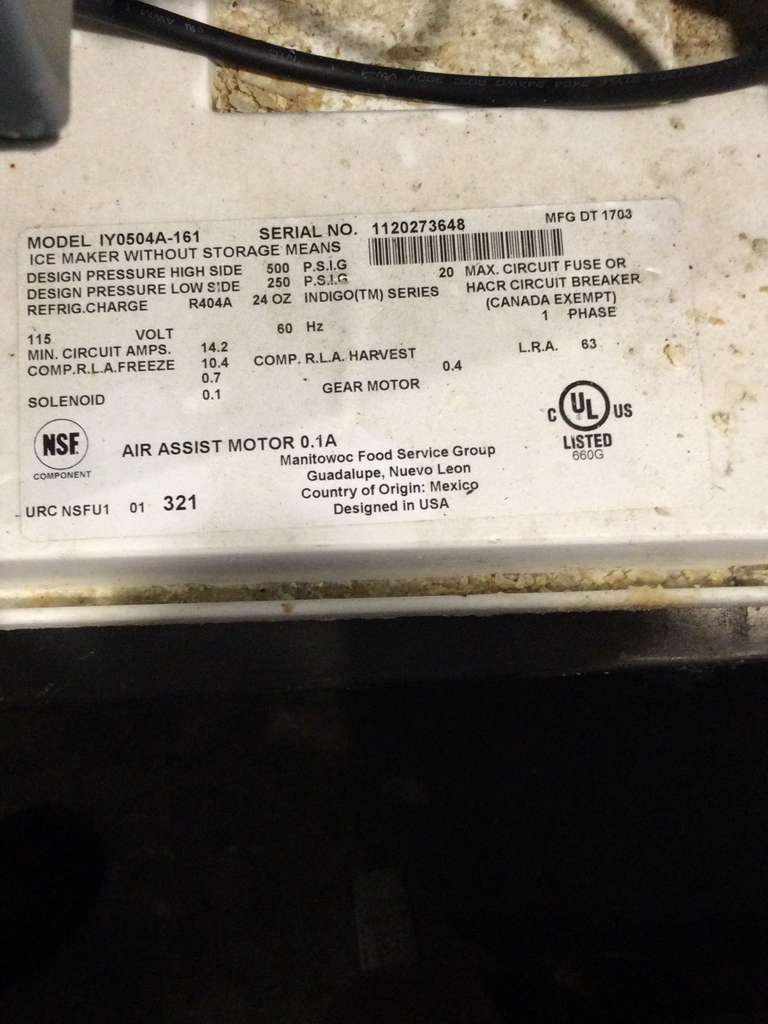 MODEL IY0504A-161 SERIAL NO. 1120273648 MFG DT 1703
ICE MAKER WITHOUT STORAGE MEANS
DESIGN PRESSURE HIGH SIDE 500 P.S.I.G 20 MAX. CIRCUIT FUSE OR
DESIGN PRESSURE LOW SIDE 250 P.S.I.G HACR CIRCUIT BREAKER
REFRIG.CHARGE R404A 24 OZ INDIGO(TM) SERIES (CANADA EXEMPT)
115 VOLT 60 Hz 1 PHASE
MIN. CIRCUIT AMPS. 14.2
COMP.R.L.A.FREEZE 10.4 COMP. R.L.A. HARVEST L.R.A. 63
0.7 0.4
SOLENOID 0.1 GEAR MOTOR
NSF
COMPONENT
AIR ASSIST MOTOR 0.1A
C UL US
LISTED
660G
Manitowoc Food Service Group
Guadalupe, Nuevo Leon
Country of Origin: Mexico
Designed in USA
URC NSFU1 01 321